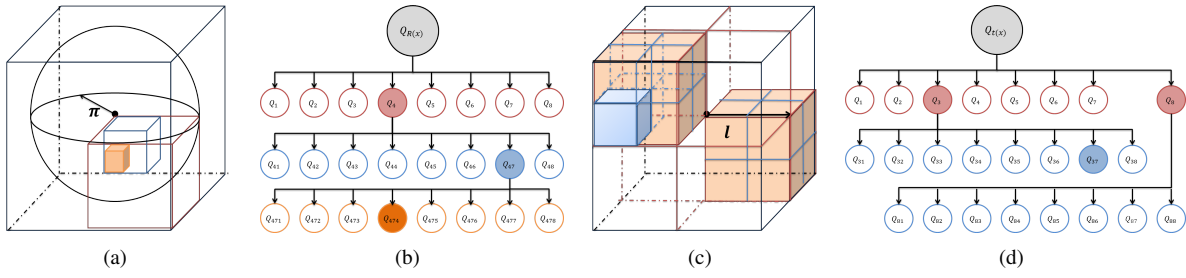 π
(a)
Q_R(x)
Q_1 Q_2 Q_3 Q_4 Q_5 Q_6 Q_7 Q_8
Q_41 Q_42 Q_43 Q_44 Q_45 Q_46 Q_47 Q_48
Q_471 Q_472 Q_473 Q_474 Q_475 Q_476 Q_477 Q_478
(b)
l
(c)
Q_t(x)
Q_1 Q_2 Q_3 Q_4 Q_5 Q_6 Q_7 Q_8
Q_31 Q_32 Q_33 Q_34 Q_35 Q_36 Q_37 Q_38
Q_81 Q_82 Q_83 Q_84 Q_85 Q_86 Q_87 Q_88
(d)